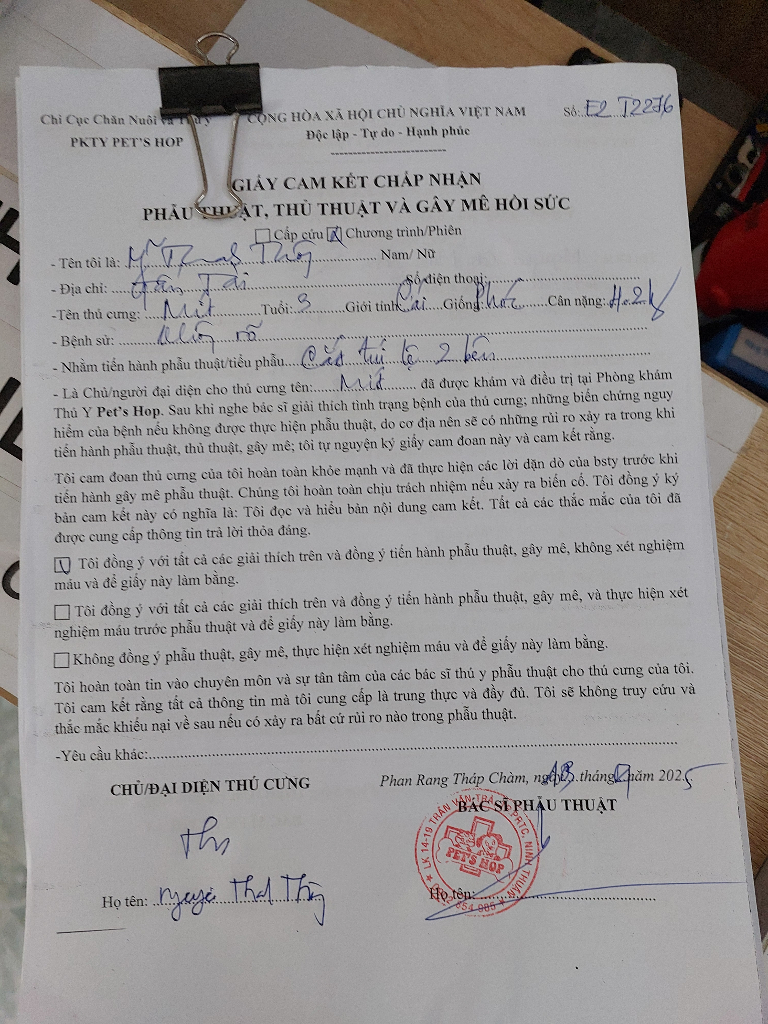 Chi Cục Chăn Nuôi và Thú y CỘNG HÒA XÃ HỘI CHỦ NGHĨA VIỆT NAM Số: E2 T2276
PKTY PET'S HOP Độc lập - Tự do - Hạnh phúc
GIẤY CAM KẾT CHẤP NHẬN
PHẪU THUẬT, THỦ THUẬT VÀ GÂY MÊ HỒI SỨC
Cấp cứu Chương trình/Phiên
- Tên tôi là: Thanh Nam/ Nữ
- Địa chỉ: Tài Số điện thoại:
-Tên thú cưng: Mít Tuổi: 3 Giới tính: Cái Giống: Phốc Cân nặng: 4.2kg
- Bệnh sử: không rõ
- Nhằm tiến hành phẫu thuật/tiểu phẫu Cắt túi lệ 2 bên
- Là Chủ/người đại diện cho thú cưng tên: Mít đã được khám và điều trị tại Phòng khám
Thú Y Pet's Hop. Sau khi nghe bác sĩ giải thích tình trạng bệnh của thú cưng; những biến chứng nguy
hiểm của bệnh nếu không được thực hiện phẫu thuật, do cơ địa nên sẽ có những rủi ro xảy ra trong khi
tiến hành phẫu thuật, thủ thuật, gây mê; tôi tự nguyện ký giấy cam đoan này và cam kết rằng.
Tôi cam đoan thú cưng của tôi hoàn toàn khỏe mạnh và đã thực hiện các lời dặn dò của bsty trước khi
tiến hành gây mê phẫu thuật. Chúng tôi hoàn toàn chịu trách nhiệm nếu xảy ra biến cố. Tôi đồng ý ký
bản cam kết này có nghĩa là: Tôi đọc và hiểu bản nội dung cam kết. Tất cả các thắc mắc của tôi đã
được cung cấp thông tin trả lời thỏa đáng.
Tôi đồng ý với tất cả các giải thích trên và đồng ý tiến hành phẫu thuật, gây mê, không xét nghiệm
máu và để giấy này làm bằng.
Tôi đồng ý với tất cả các giải thích trên và đồng ý tiến hành phẫu thuật, gây mê, và thực hiện xét
nghiệm máu trước phẫu thuật và để giấy này làm bằng.
Không đồng ý phẫu thuật, gây mê, thực hiện xét nghiệm máu và để giấy này làm bằng.
Tôi hoàn toàn tin vào chuyên môn và sự tân tâm của các bác sĩ thú y phẫu thuật cho thú cưng của tôi.
Tôi cam kết rằng tất cả thông tin mà tôi cung cấp là trung thực và đầy đủ. Tôi sẽ không truy cứu và
thắc mắc khiếu nại về sau nếu có xảy ra bất cứ rủi ro nào trong phẫu thuật.
-Yêu cầu khác:
CHỦ/ĐẠI DIỆN THÚ CƯNG Phan Rang Tháp Chàm, ngày tháng năm 2025
BÁC SĨ PHẪU THUẬT
LK 14-19 TRẦN VĂN TRÀ, PRTC, NINH THUẬN
PET'S HOP
Họ tên: Họ tên: